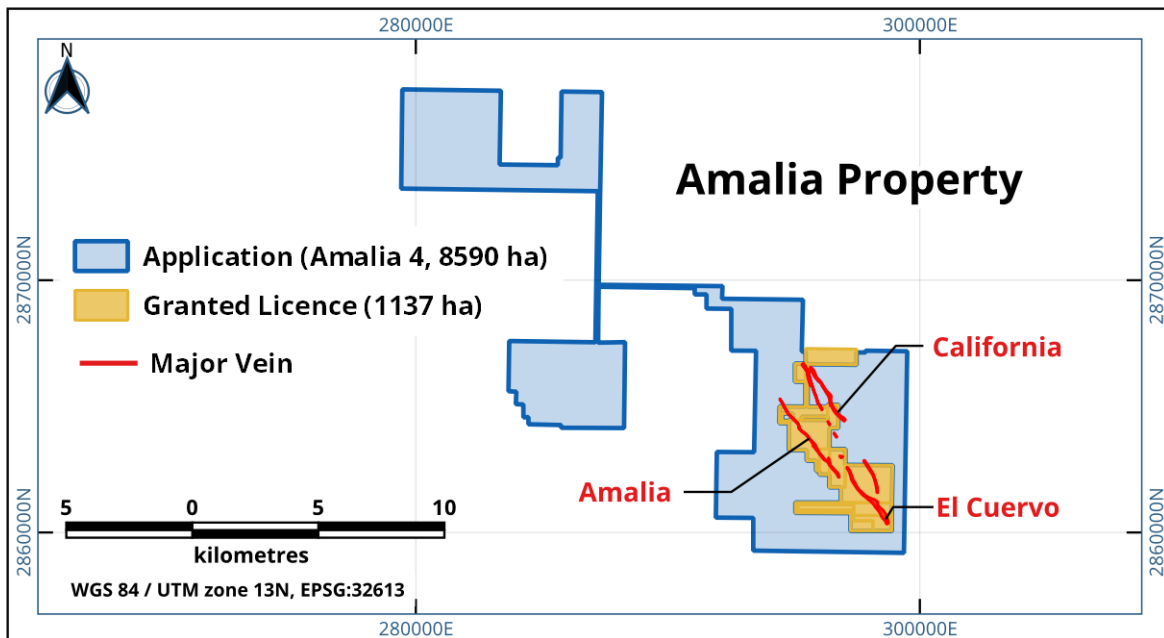 280000E
300000E
N
Amalia Property
2870000N
2870000N
Application (Amalia 4, 8590 ha)
Granted Licence (1137 ha)
Major Vein
California
Amalia
El Cuervo
5 0 5 10
kilometres
2860000N
2860000N
WGS 84 / UTM zone 13N, EPSG:32613
280000E
300000E